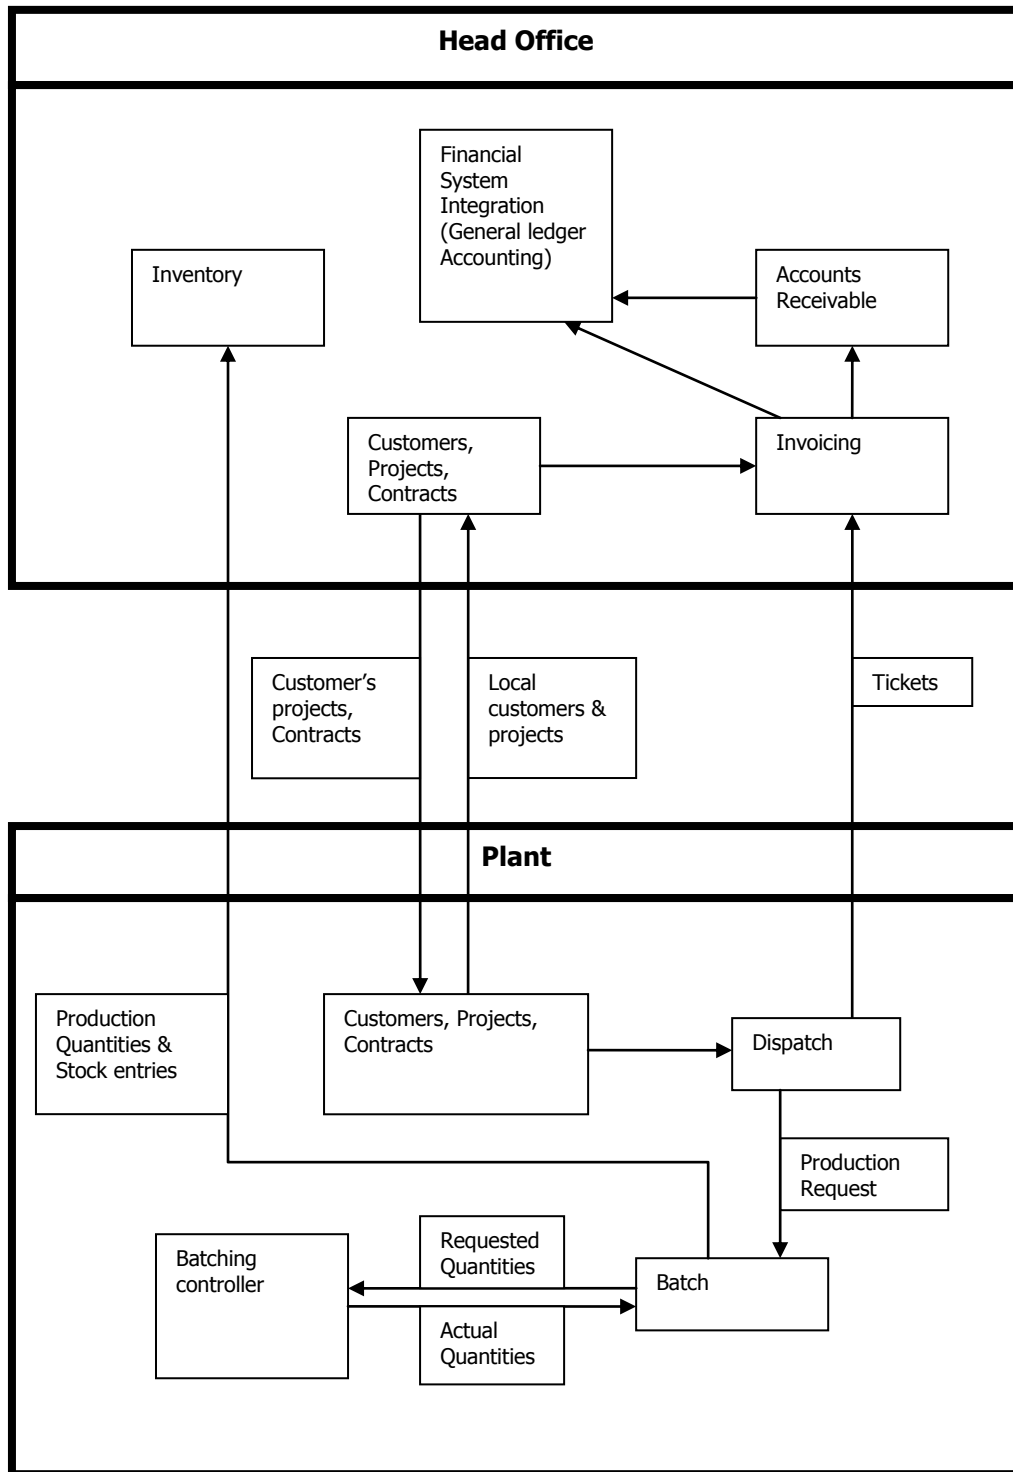 Head Office
Financial
System
Integration
(General ledger
Accounting)
Inventory
Accounts
Receivable
Customers,
Projects,
Contracts
Invoicing
Customer’s
projects,
Contracts
Local
customers &
projects
Tickets
Plant
Production
Quantities &
Stock entries
Customers, Projects,
Contracts
Dispatch
Production
Request
Batching
controller
Requested
Quantities
Batch
Actual
Quantities